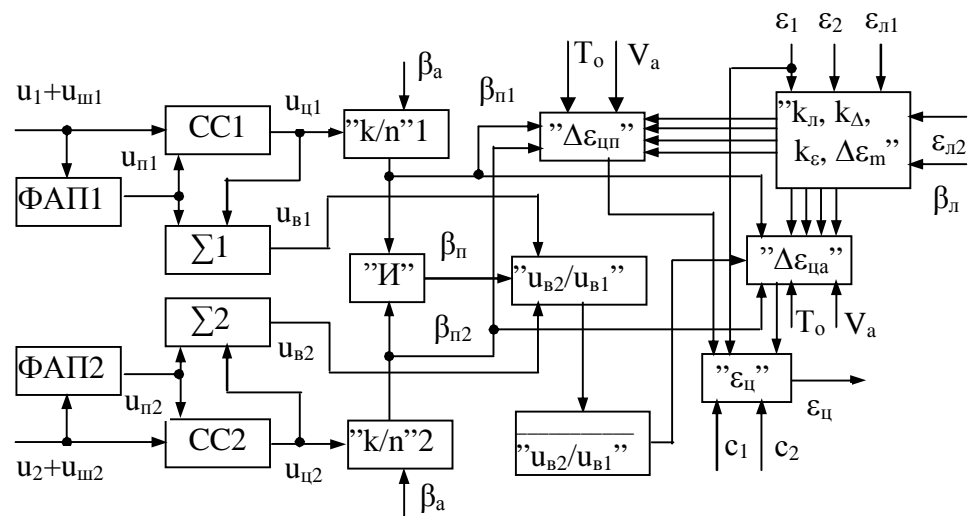 ε₁ ε₂ εл1
βа Tо Vа
u₁+uш1 uц1 βп1
СС1 ”k/n”1 ”Δεцп” ”kл, kΔ,
kε, Δεm” εл2
uп1
ФАП1 uв1 βл
∑1 βп ”Δεца”
”И” ”uв2/uв1”
∑2 uв2 βп2 Tо Vа
ФАП2 ”εц”
uп2 εц
СС2 ”k/n”2 ”uв2/uв1”
u₂+uш2 uц2 c₁ c₂
βа